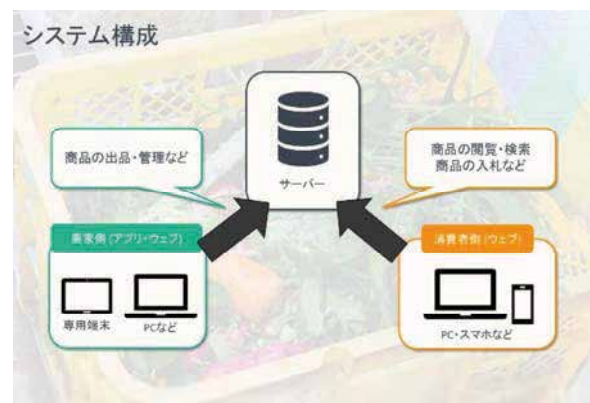 システム構成
サーバー
商品の出品・管理など
商品の閲覧・検索
商品の入札など
農家側(アプリ・ウェブ)
消費者側(ウェブ)
専用端末
PCなど
PC・スマホなど